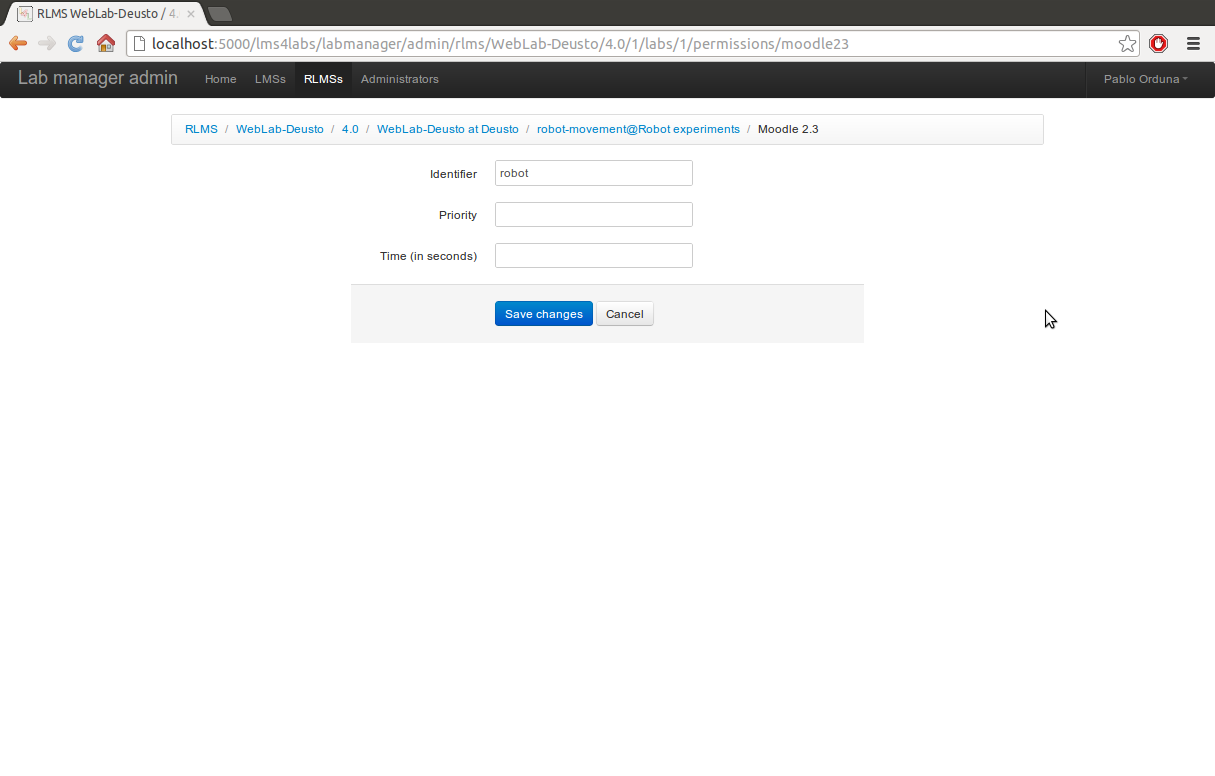 RLMS WebLab-Deusto / 4.
localhost:5000/lms4labs/labmanager/admin/rlms/WebLab-Deusto/4.0/1/labs/1/permissions/moodle23
Lab manager admin Home LMSs RLMSs Administrators Pablo Orduna
RLMS / WebLab-Deusto / 4.0 / WebLab-Deusto at Deusto / robot-movement@Robot experiments / Moodle 2.3
Identifier robot
Priority
Time (in seconds)
Save changes Cancel